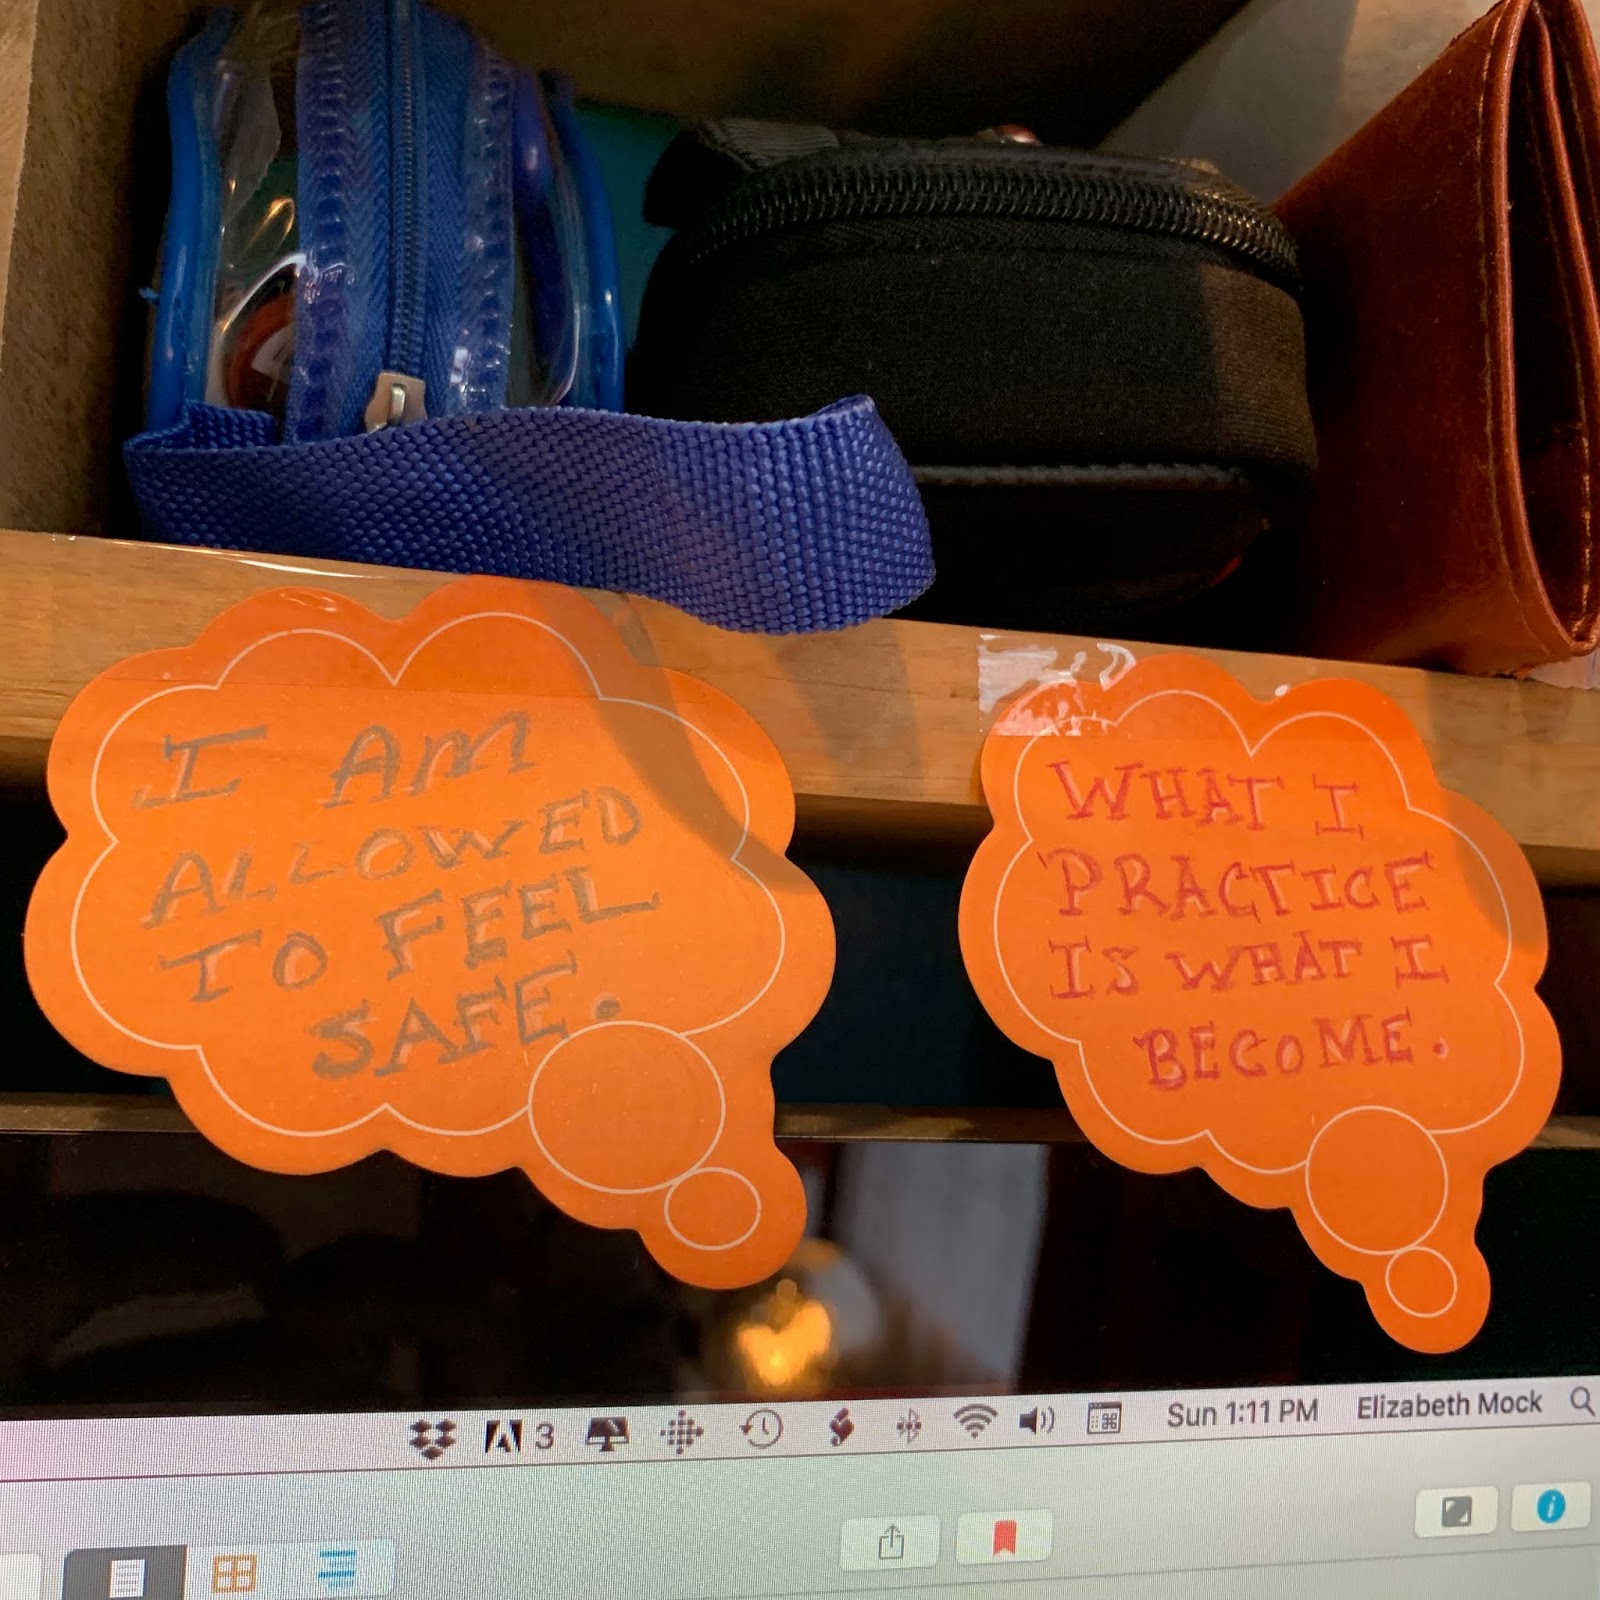 I AM
ALLOWED
TO FEEL
SAFE.
WHAT I
PRACTICE
IS WHAT I
BECOME.
3 Sun 1:11 PM Elizabeth Mock